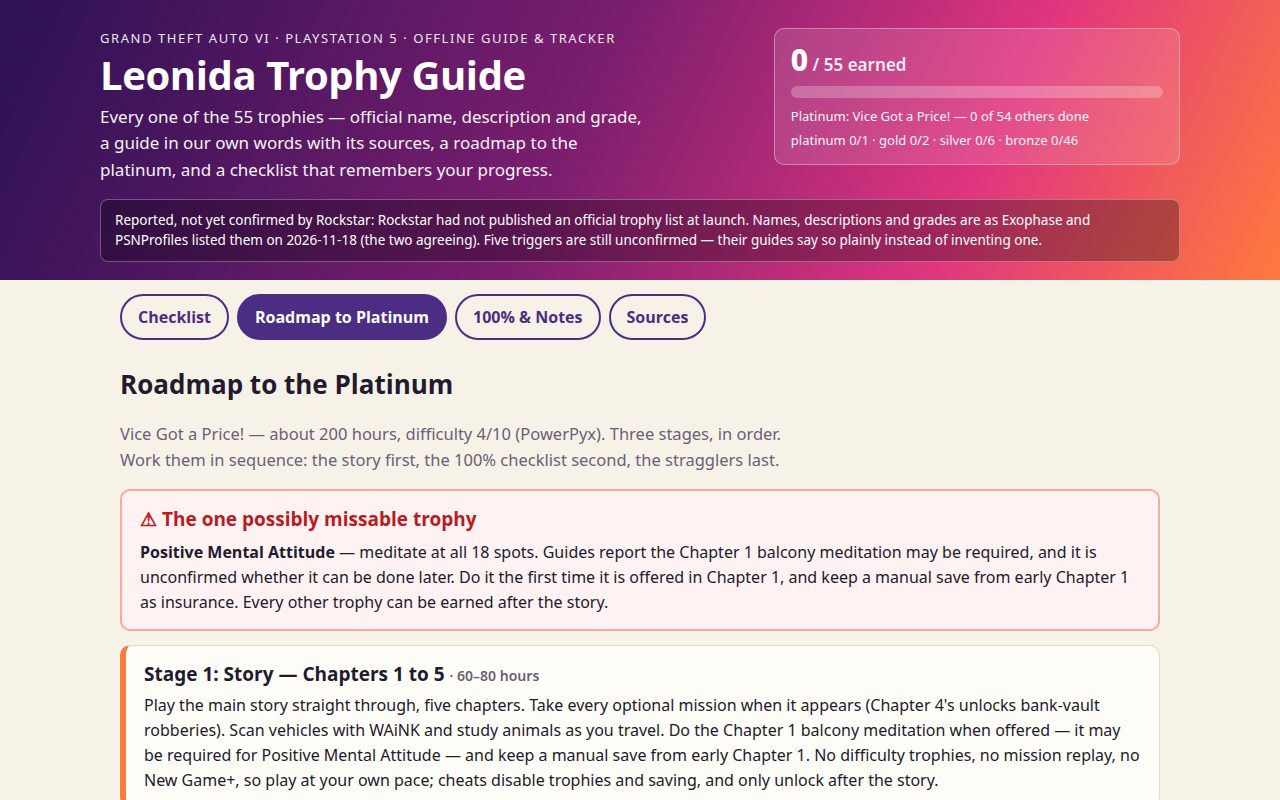 GRAND THEFT AUTO VI · PLAYSTATION 5 · OFFLINE GUIDE & TRACKER
Leonida Trophy Guide
Every one of the 55 trophies — official name, description and grade,
a guide in our own words with its sources, a roadmap to the
platinum, and a checklist that remembers your progress.
0 / 55 earned
Platinum: Vice Got a Price! — 0 of 54 others done
platinum 0/1 · gold 0/2 · silver 0/6 · bronze 0/46
Reported, not yet confirmed by Rockstar: Rockstar had not published an official trophy list at launch. Names, descriptions and grades are as Exophase and
PSNProfiles listed them on 2026-11-18 (the two agreeing). Five triggers are still unconfirmed — their guides say so plainly instead of inventing one.
Checklist
Roadmap to Platinum
100% & Notes
Sources
Roadmap to the Platinum
Vice Got a Price! — about 200 hours, difficulty 4/10 (PowerPyx). Three stages, in order.
Work them in sequence: the story first, the 100% checklist second, the stragglers last.
⚠ The one possibly missable trophy
Positive Mental Attitude — meditate at all 18 spots. Guides report the Chapter 1 balcony meditation may be required, and it is
unconfirmed whether it can be done later. Do it the first time it is offered in Chapter 1, and keep a manual save from early Chapter 1
as insurance. Every other trophy can be earned after the story.
Stage 1: Story — Chapters 1 to 5 · 60–80 hours
Play the main story straight through, five chapters. Take every optional mission when it appears (Chapter 4's unlocks bank-vault
robberies). Scan vehicles with WAiNK and study animals as you travel. Do the Chapter 1 balcony meditation when offered — it may
be required for Positive Mental Attitude — and keep a manual save from early Chapter 1. No difficulty trophies, no mission replay, no
New Game+, so play at your own pace; cheats disable trophies and saving, and only unlock after the story.